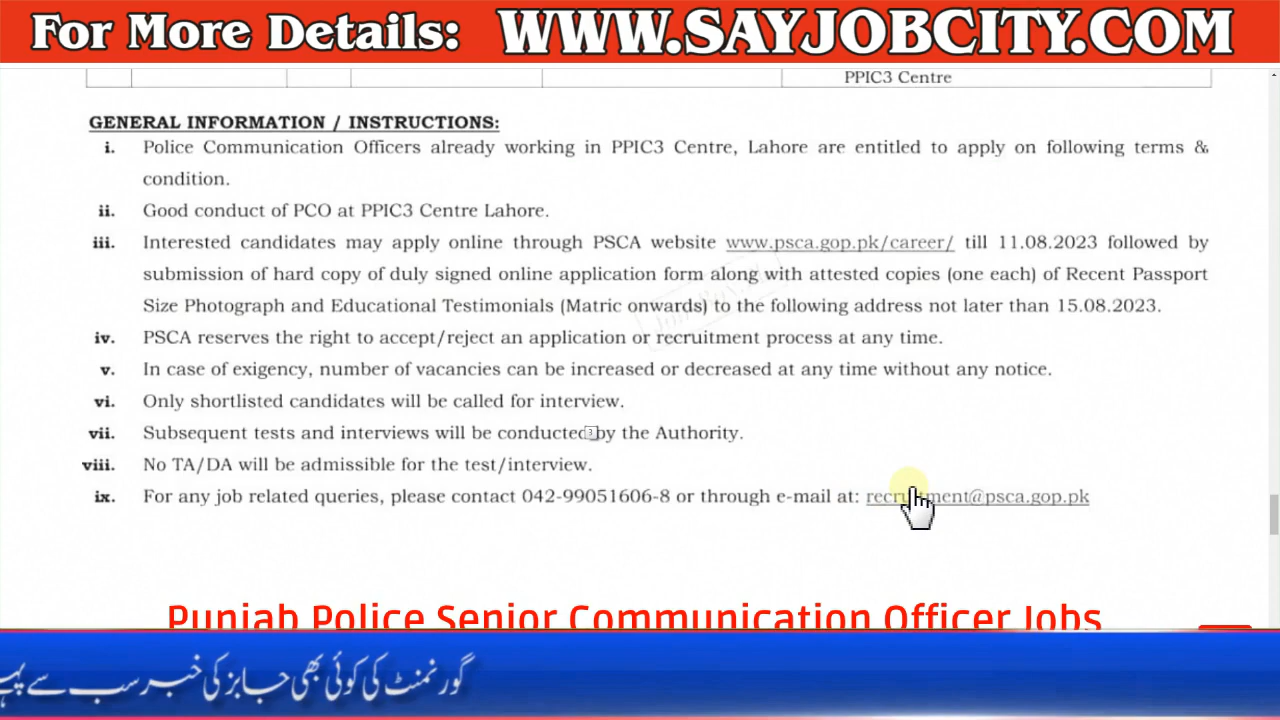 For More Details: WWW.SAYJOBCITY.COM
PPIC3 Centre
GENERAL INFORMATION / INSTRUCTIONS:
i. Police Communication Officers already working in PPIC3 Centre, Lahore are entitled to apply on following terms &
condition.
ii. Good conduct of PCO at PPIC3 Centre Lahore.
iii. Interested candidates may apply online through PSCA website www.psca.gop.pk/career/ till 11.08.2023 followed by
submission of hard copy of duly signed online application form along with attested copies (one each) of Recent Passport
Size Photograph and Educational Testimonials (Matric onwards) to the following address not later than 15.08.2023.
iv. PSCA reserves the right to accept/reject an application or recruitment process at any time.
v. In case of exigency, number of vacancies can be increased or decreased at any time without any notice.
vi. Only shortlisted candidates will be called for interview.
vii. Subsequent tests and interviews will be conducted by the Authority.
viii. No TA/DA will be admissible for the test/interview.
ix. For any job related queries, please contact 042-99051606-8 or through e-mail at: recruitment@psca.gop.pk
Punjab Police Senior Communication Officer Jobs
گورنمنٹ کی کوئی بھی جابز کی خبر سب سے